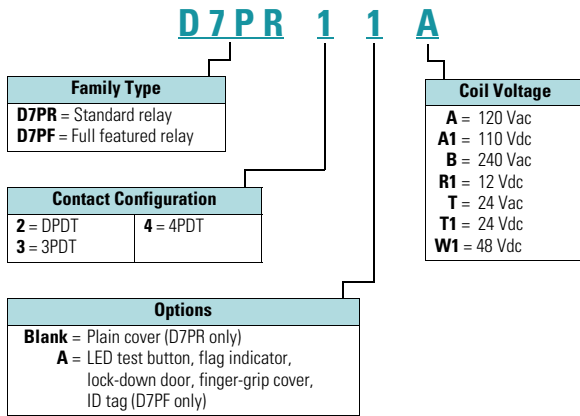 D7PR 1 1 A
Family Type
D7PR = Standard relay
D7PF = Full featured relay
Coil Voltage
A = 120 Vac
A1 = 110 Vdc
B = 240 Vac
R1 = 12 Vdc
T = 24 Vac
T1 = 24 Vdc
W1 = 48 Vdc
Contact Configuration
2 = DPDT
3 = 3PDT
4 = 4PDT
Options
Blank = Plain cover (D7PR only)
A = LED test button, flag indicator,
lock-down door, finger-grip cover,
ID tag (D7PF only)